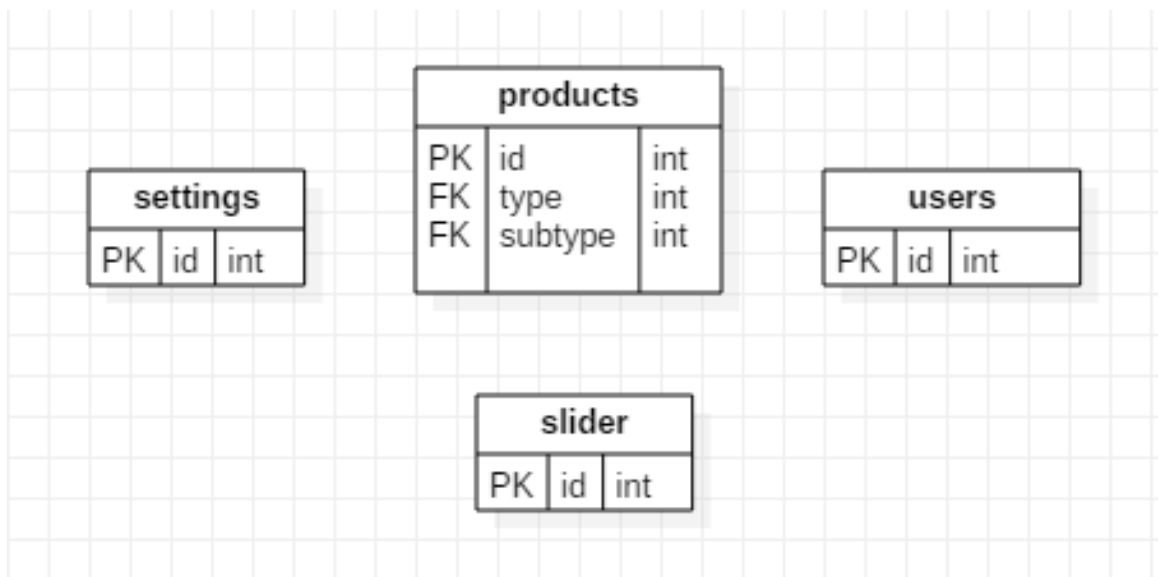 products
PK id int
FK type int
FK subtype int
settings
PK id int
users
PK id int
slider
PK id int